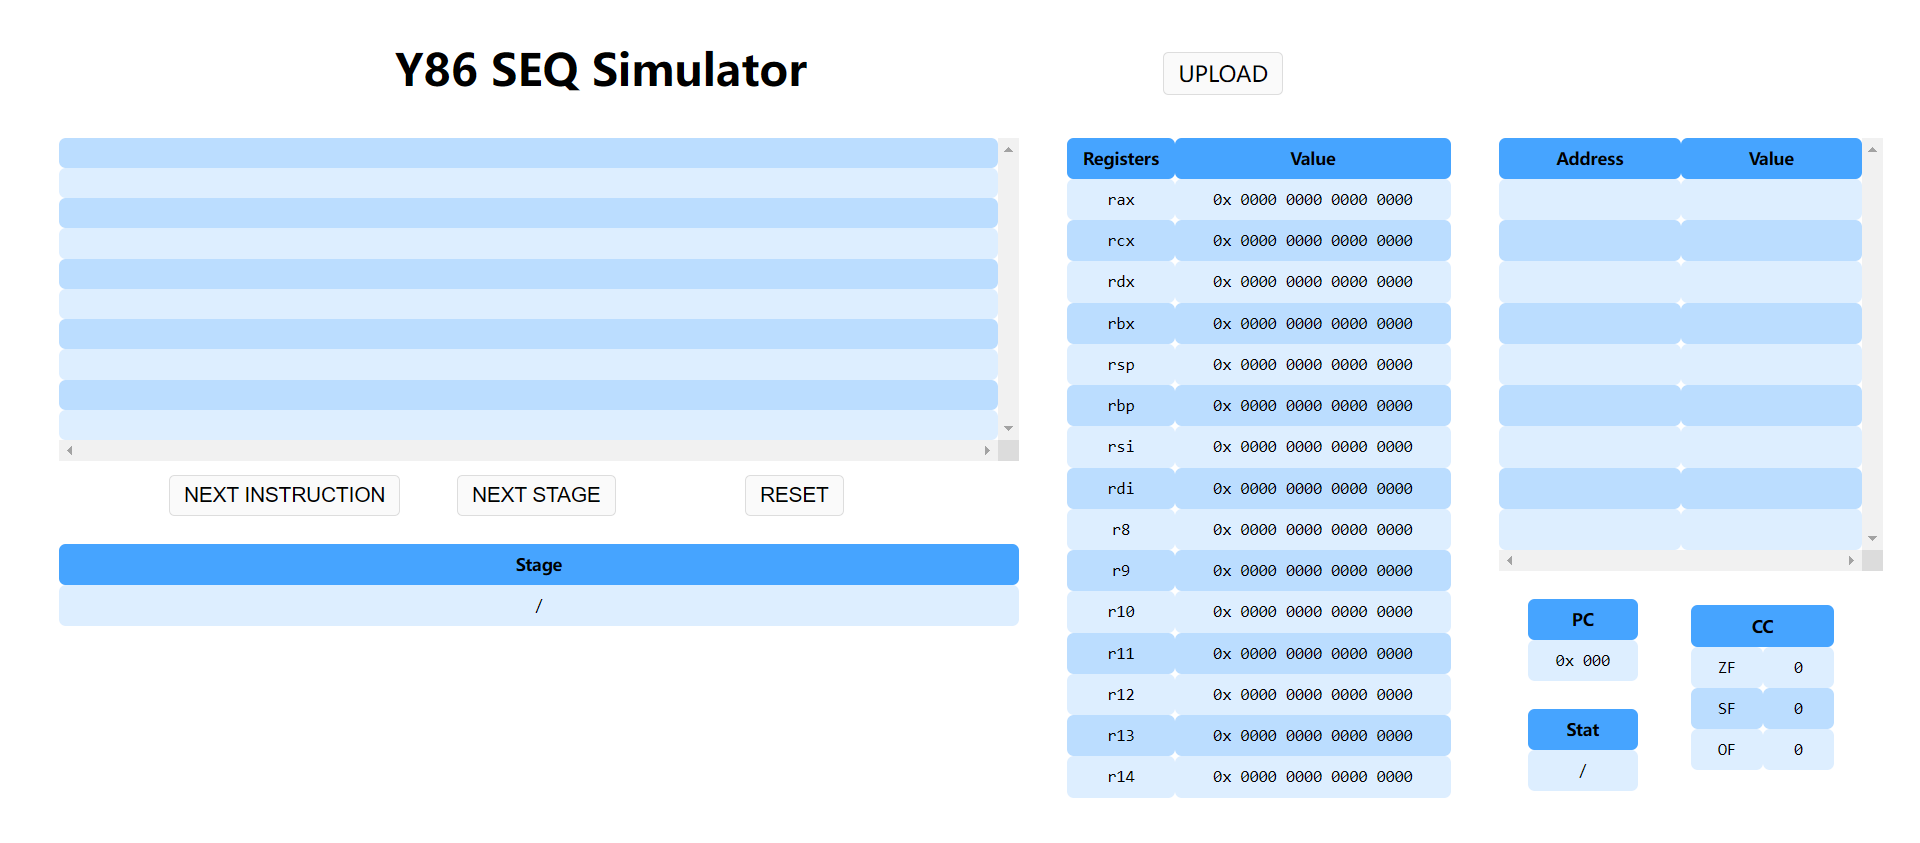 Y86 SEQ Simulator
UPLOAD
NEXT INSTRUCTION NEXT STAGE RESET
Stage
/
Registers Value
rax 0x 0000 0000 0000 0000
rcx 0x 0000 0000 0000 0000
rdx 0x 0000 0000 0000 0000
rbx 0x 0000 0000 0000 0000
rsp 0x 0000 0000 0000 0000
rbp 0x 0000 0000 0000 0000
rsi 0x 0000 0000 0000 0000
rdi 0x 0000 0000 0000 0000
r8 0x 0000 0000 0000 0000
r9 0x 0000 0000 0000 0000
r10 0x 0000 0000 0000 0000
r11 0x 0000 0000 0000 0000
r12 0x 0000 0000 0000 0000
r13 0x 0000 0000 0000 0000
r14 0x 0000 0000 0000 0000
Address Value
PC
0x 000
Stat
/
CC
ZF 0
SF 0
OF 0